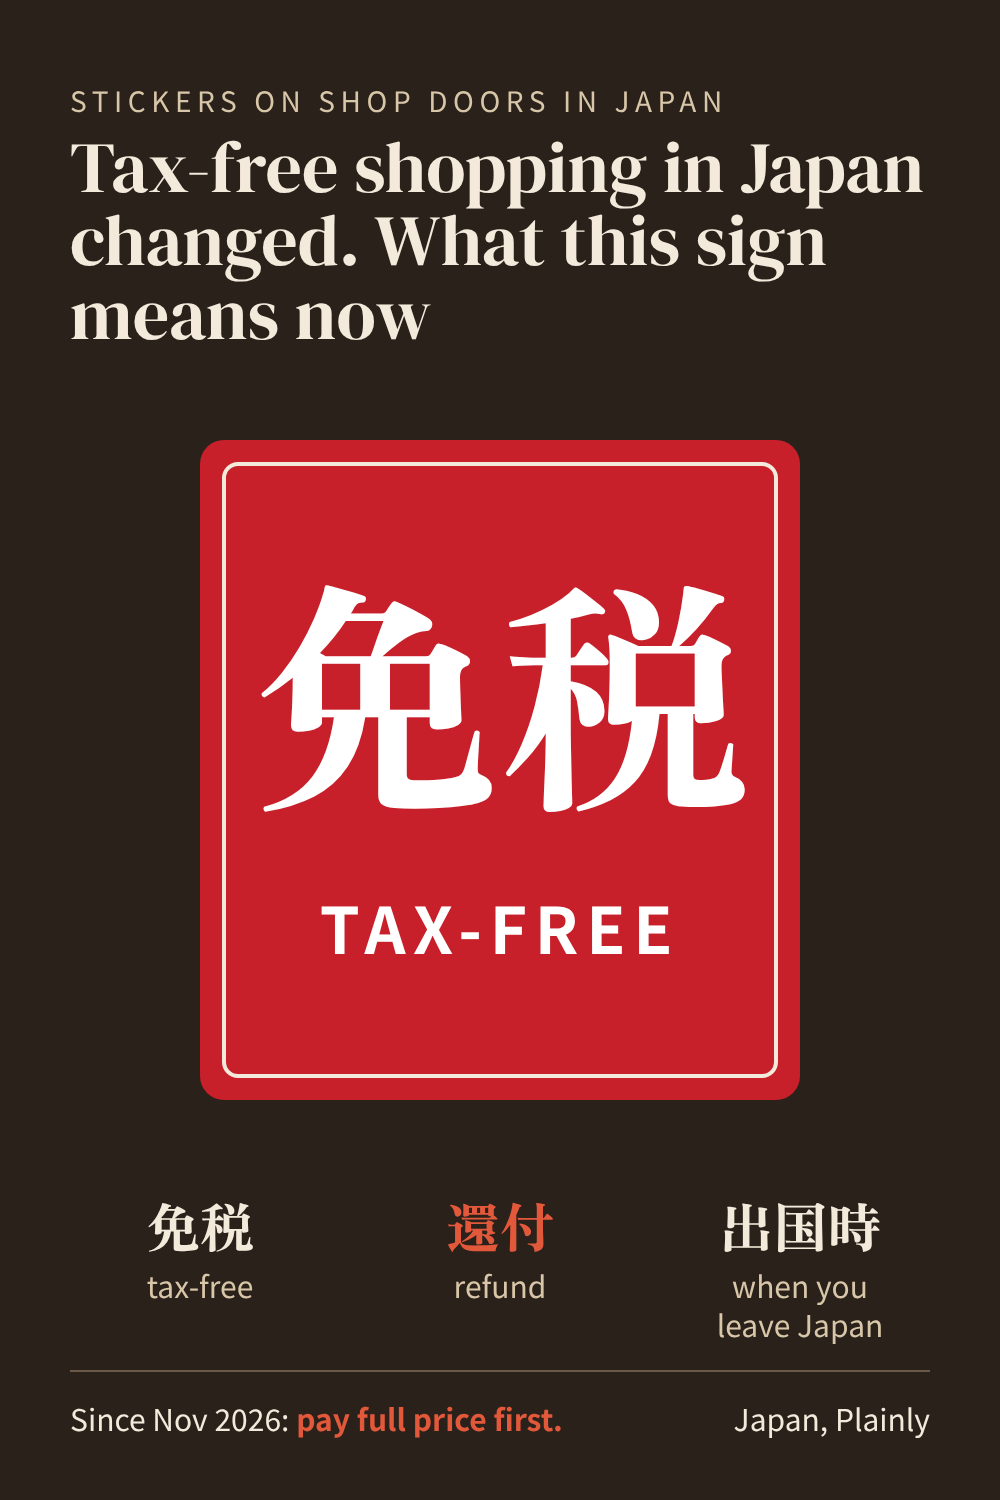 STICKERS ON SHOP DOORS IN JAPAN
Tax-free shopping in Japan
changed. What this sign
means now
免税
TAX-FREE
免税
tax-free
還付
refund
出国時
when you
leave Japan
Since Nov 2026: pay full price first.
Japan, Plainly